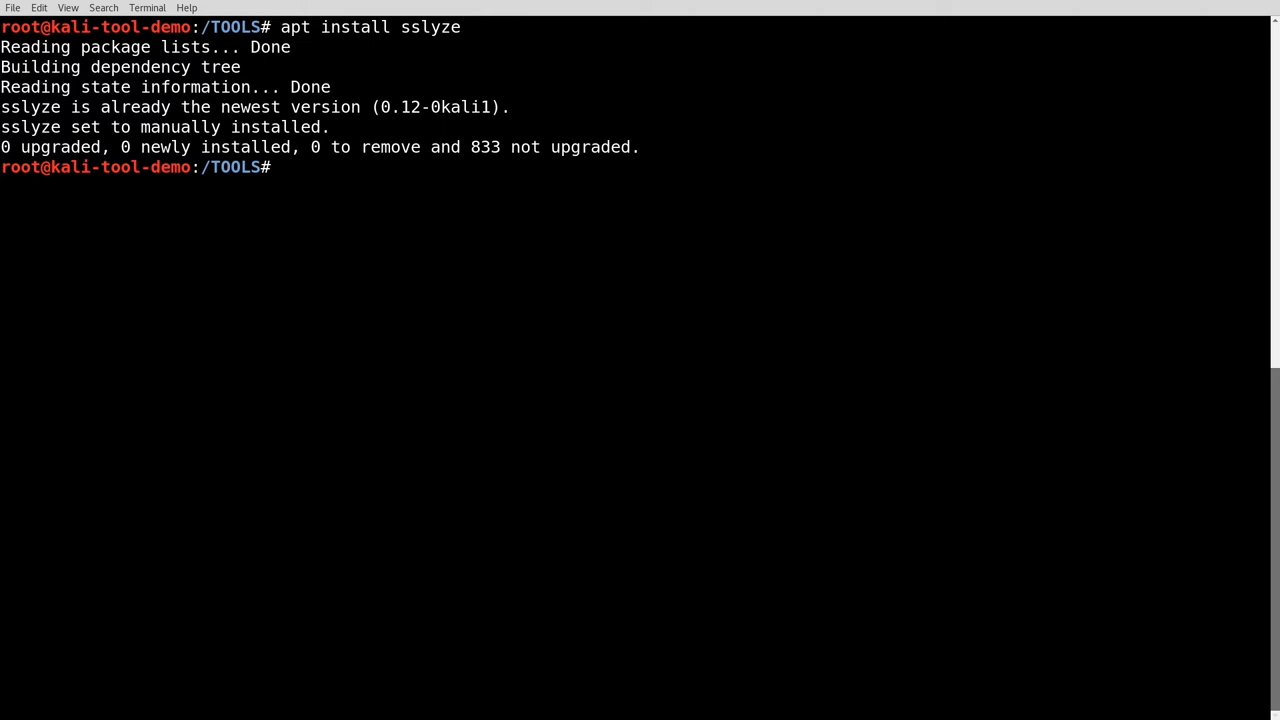 File Edit View Search Terminal Help
root@kali-tool-demo:/TOOLS# apt install sslyze
Reading package lists... Done
Building dependency tree
Reading state information... Done
sslyze is already the newest version (0.12-0kali1).
sslyze set to manually installed.
0 upgraded, 0 newly installed, 0 to remove and 833 not upgraded.
root@kali-tool-demo:/TOOLS#